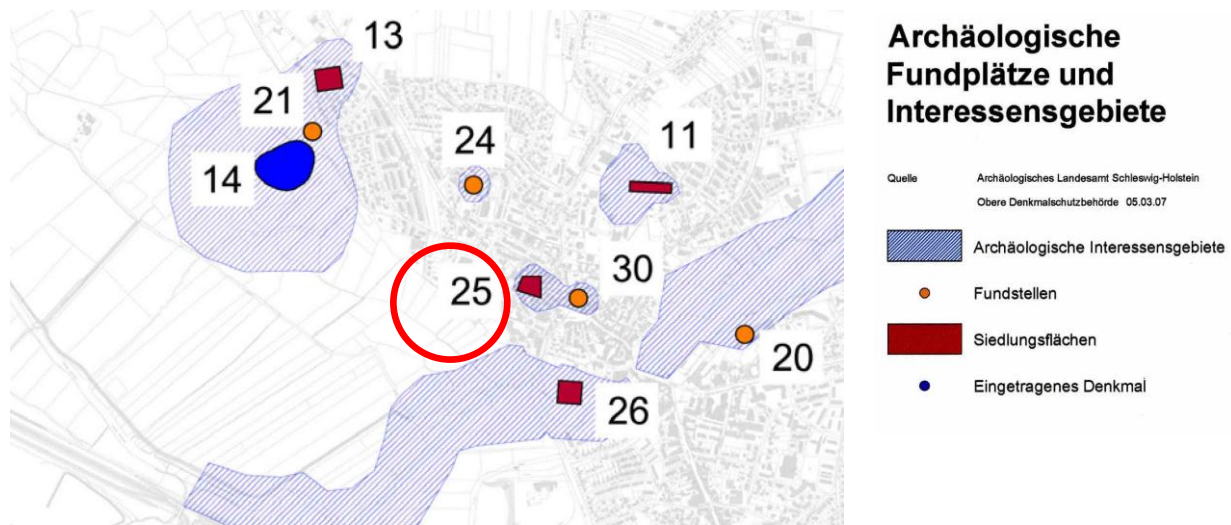 13
21
24
11
14
30
25
20
26
Archäologische
Fundplätze und
Interessensgebiete
Quelle Archäologisches Landesamt Schleswig-Holstein
Obere Denkmalschutzbehörde 05.03.07
Archäologische Interessensgebiete
Fundstellen
Siedlungsflächen
Eingetragenes Denkmal